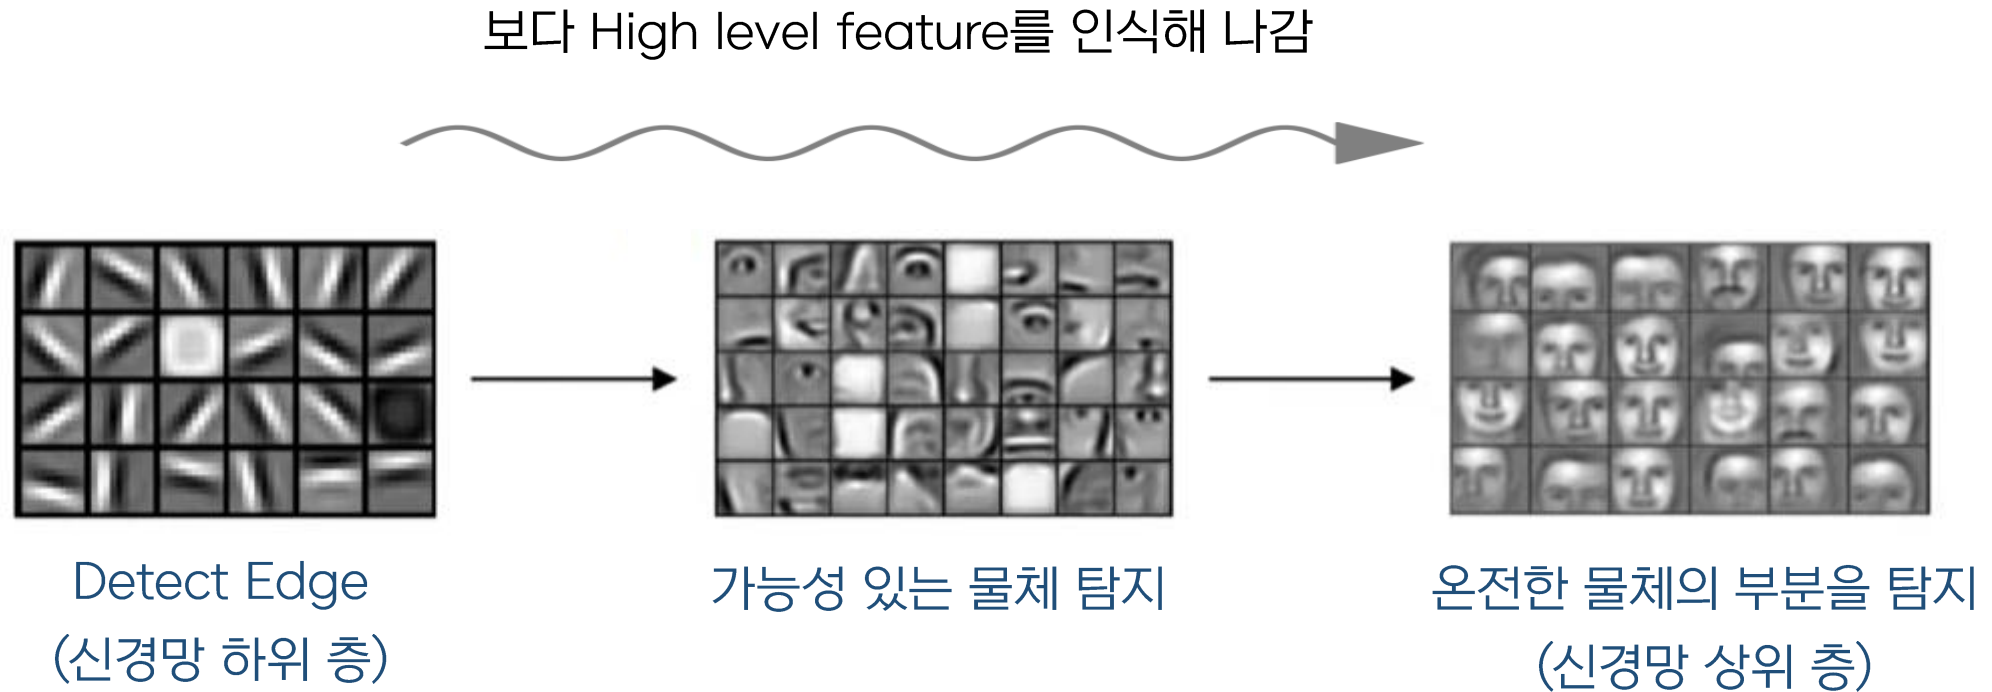 보다 High level feature를 인식해 나감
Detect Edge
(신경망 하위 층)
가능성 있는 물체 탐지
온전한 물체의 부분을 탐지
(신경망 상위 층)